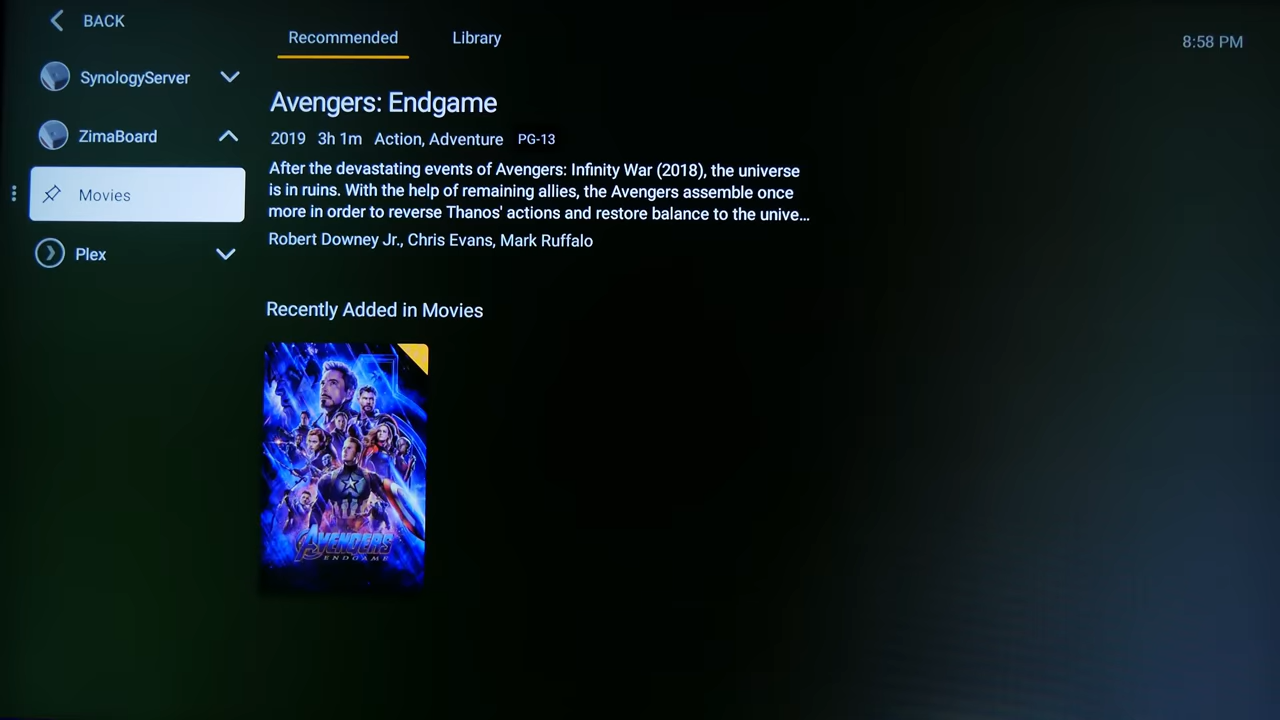 BACK
SynologyServer
ZimaBoard
Movies
Plex
Recommended
Library
8:58 PM
Avengers: Endgame
2019 3h 1m Action, Adventure PG-13
After the devastating events of Avengers: Infinity War (2018), the universe
is in ruins. With the help of remaining allies, the Avengers assemble once
more in order to reverse Thanos' actions and restore balance to the unive...
Robert Downey Jr., Chris Evans, Mark Ruffalo
Recently Added in Movies
AVENGERS
ENDGAME